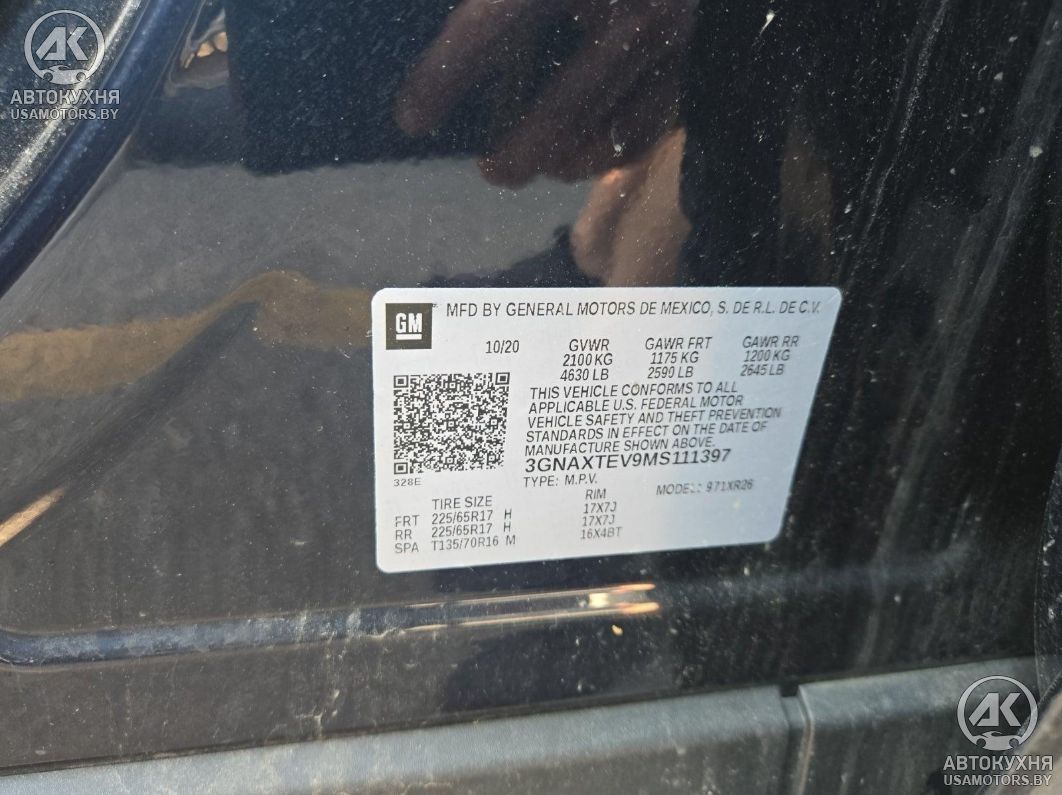 AK
АВТОКУХНЯ
USAMOTORS.BY
GM
MFD BY GENERAL MOTORS DE MEXICO, S. DE R.L. DE C.V.
10/20 GVWR GAWR FRT GAWR RR
2100 KG 1175 KG 1200 KG
4630 LB 2590 LB 2645 LB
THIS VEHICLE CONFORMS TO ALL
APPLICABLE U.S. FEDERAL MOTOR
VEHICLE SAFETY AND THEFT PREVENTION
STANDARDS IN EFFECT ON THE DATE OF
MANUFACTURE SHOWN ABOVE.
3GNAXTEV9MS111397
328E
TYPE: M.P.V. MODEL: 971XR26
TIRE SIZE RIM
FRT 225/65R17 H 17X7J
RR 225/65R17 H 17X7J
SPA T135/70R16 M 16X4BT
AK
АВТОКУХНЯ
USAMOTORS.BY